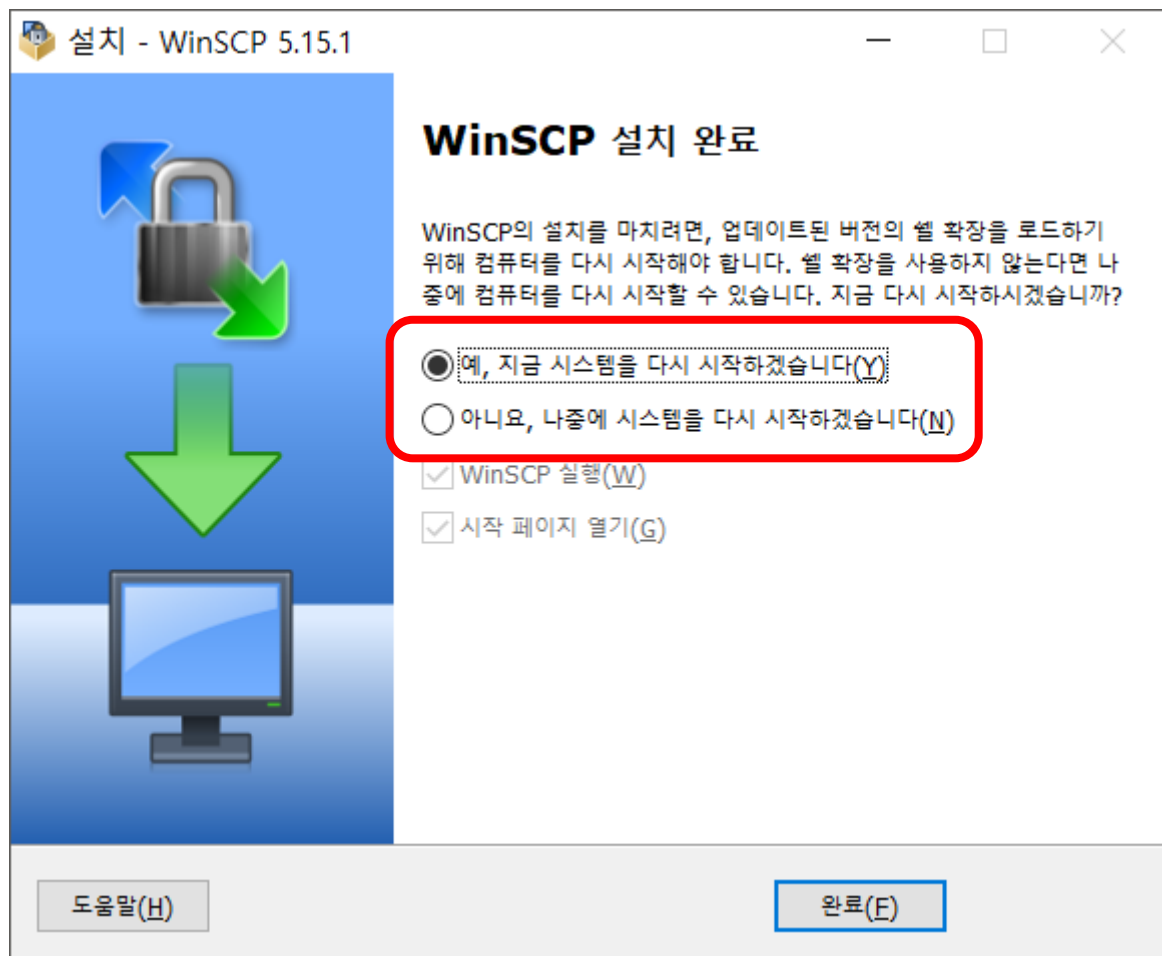 설치 - WinSCP 5.15.1
WinSCP 설치 완료
WinSCP의 설치를 마치려면, 업데이트된 버전의 쉘 확장을 로드하기
위해 컴퓨터를 다시 시작해야 합니다. 쉘 확장을 사용하지 않는다면 나
중에 컴퓨터를 다시 시작할 수 있습니다. 지금 다시 시작하시겠습니까?
예, 지금 시스템을 다시 시작하겠습니다(Y)
아니요, 나중에 시스템을 다시 시작하겠습니다(N)
WinSCP 실행(W)
시작 페이지 열기(G)
도움말(H)
완료(F)